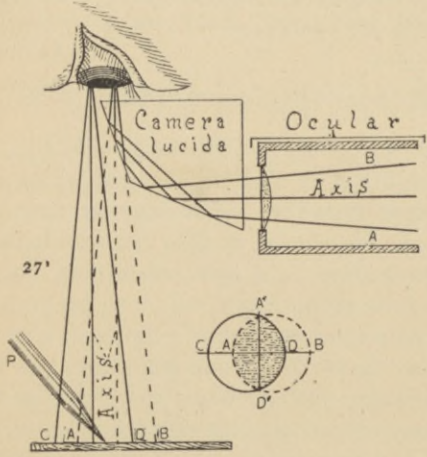 Camera
lucida
Ocular
B
Axis
A
27'
A'
C A D B
D'
P
Axis
C A D B